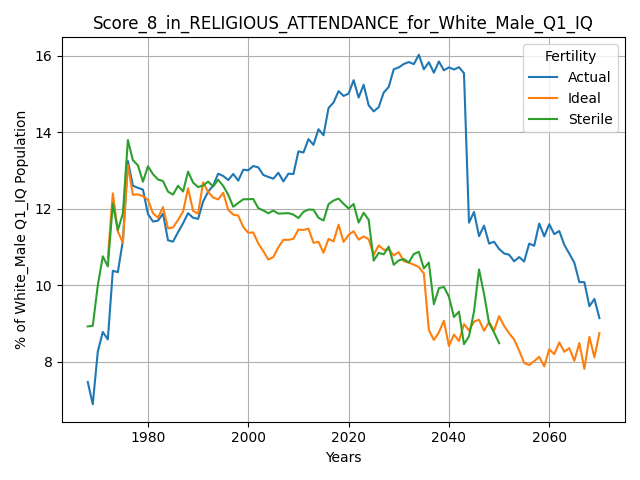 Score_8_in_RELIGIOUS_ATTENDANCE_for_White_Male_Q1_IQ
% of White_Male Q1_IQ Population
16
14
12
10
8
Fertility
Actual
Ideal
Sterile
1980
2000
2020
2040
2060
Years